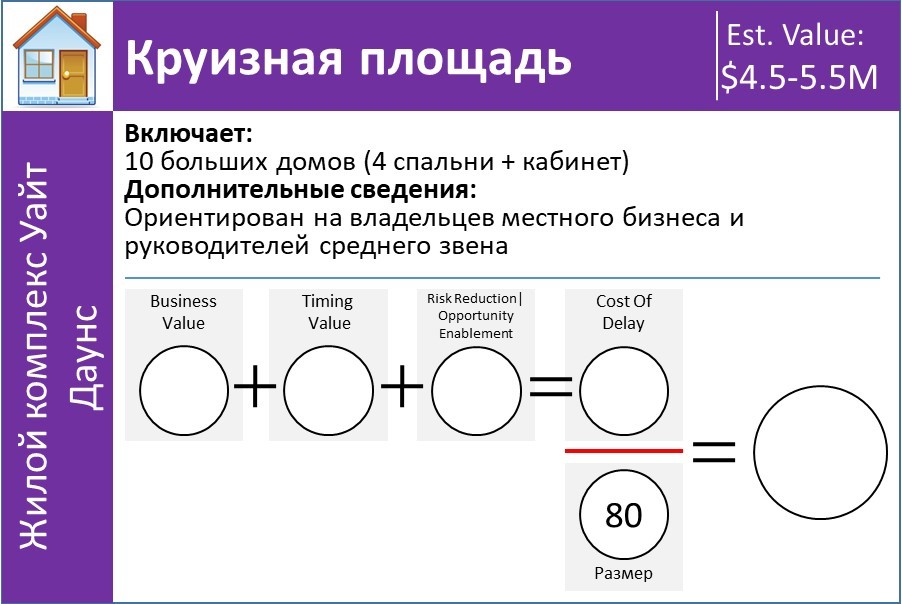 Круизная площадь
Est. Value:
$4.5-5.5M
Жилой комплекс Уайт
Даунс
Включает:
10 больших домов (4 спальни + кабинет)
Дополнительные сведения:
Ориентирован на владельцев местного бизнеса и
руководителей среднего звена
Business
Value
+
Timing
Value
+
Risk Reduction|
Opportunity
Enablement
=
Cost Of
Delay
80
Размер
=